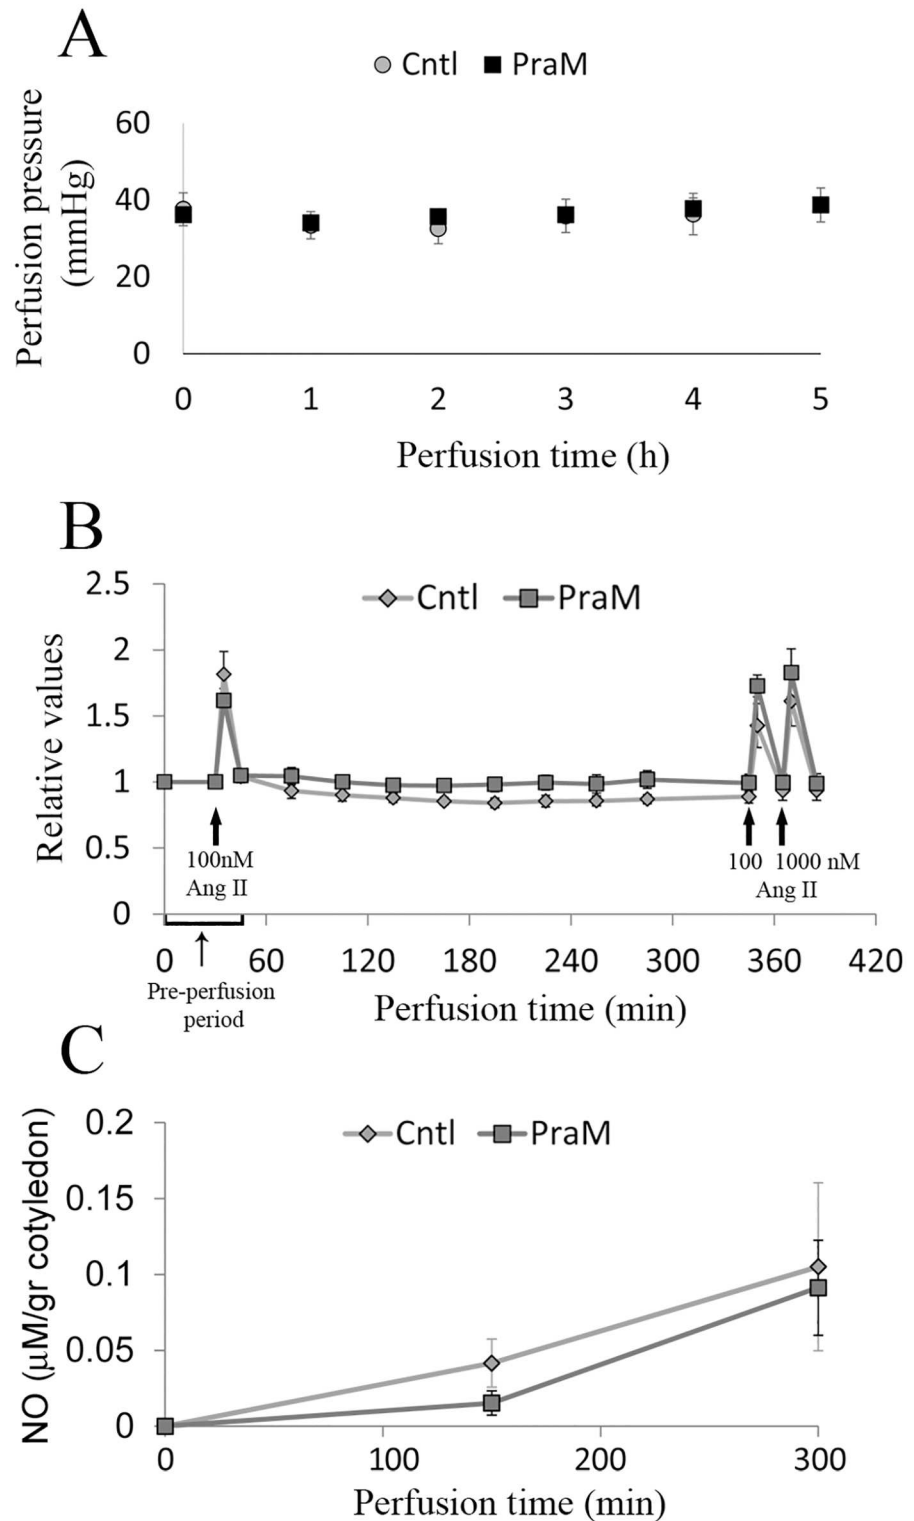 A
Cntl PraM
Perfusion pressure
(mmHg)
60
40
20
0
0 1 2 3 4 5
Perfusion time (h)
B
Cntl PraM
Relative values
2.5
2
1.5
1
0.5
0
100nM
Ang II
100 1000 nM
Ang II
0 60 120 180 240 300 360 420
Pre-perfusion
period
Perfusion time (min)
C
Cntl PraM
NO (μM/gr cotyledon)
0.2
0.15
0.1
0.05
0
0 100 200 300
Perfusion time (min)